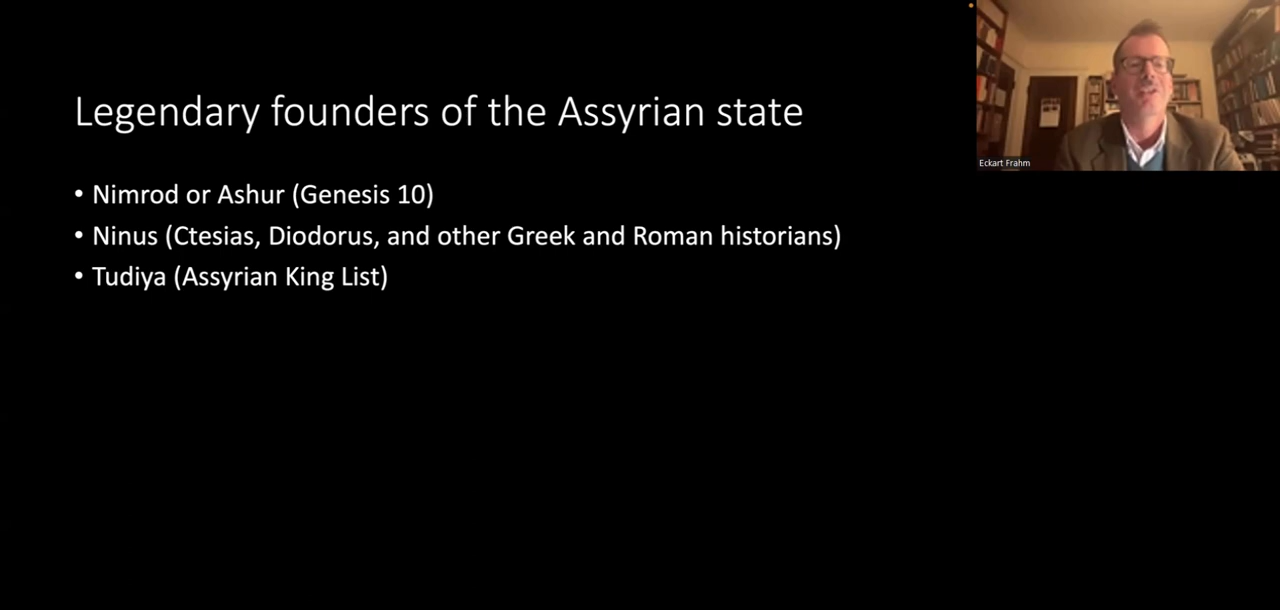 Legendary founders of the Assyrian state
• Nimrod or Ashur (Genesis 10)
• Ninus (Ctesias, Diodorus, and other Greek and Roman historians)
• Tudiya (Assyrian King List)
Eckart Frahm